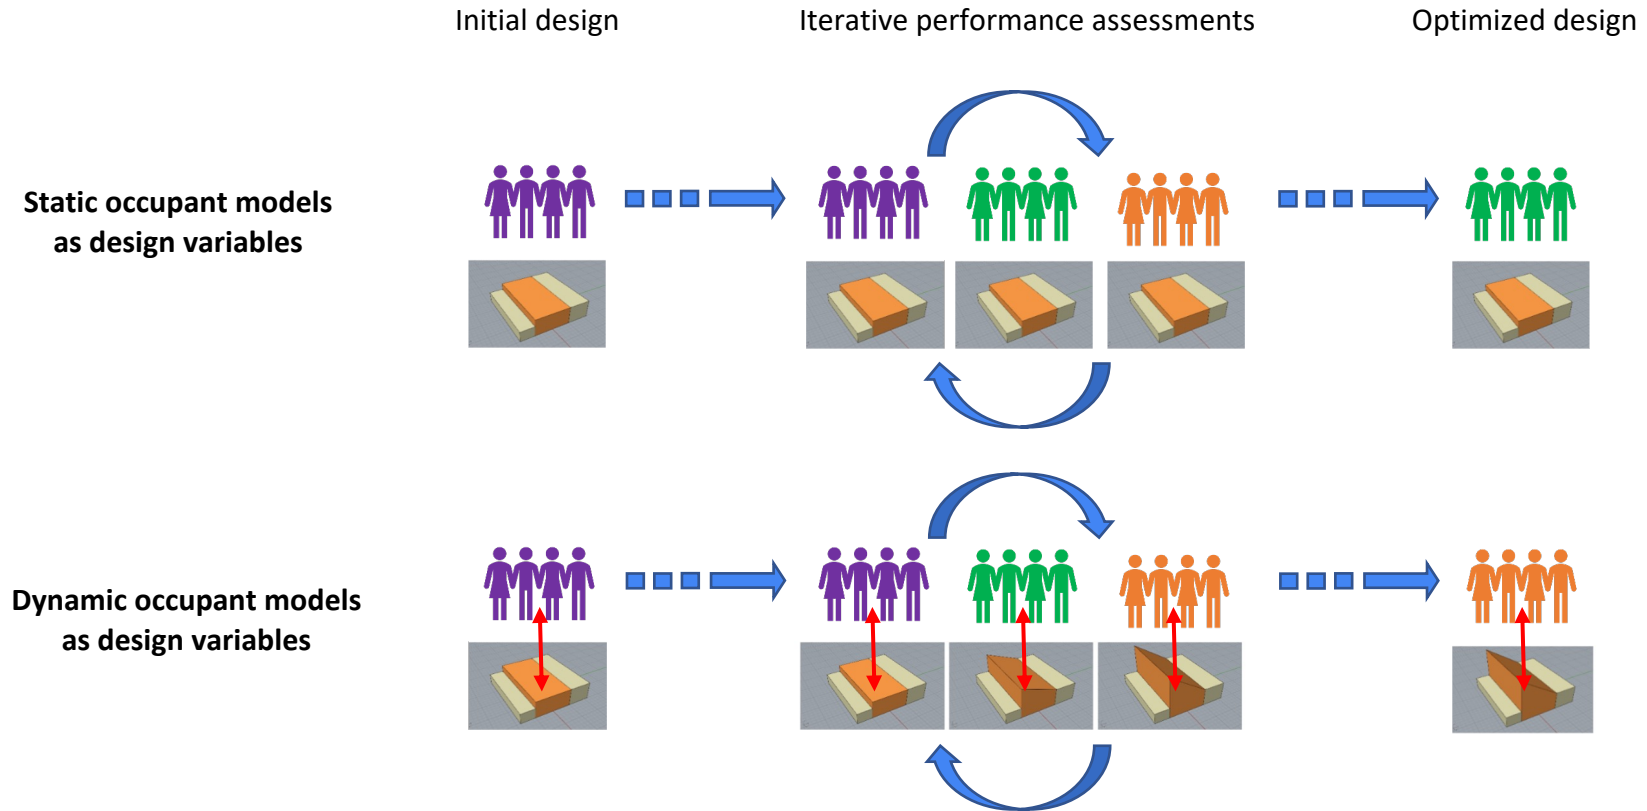 Initial design
Iterative performance assessments
Optimized design
Static occupant models
as design variables
Dynamic occupant models
as design variables